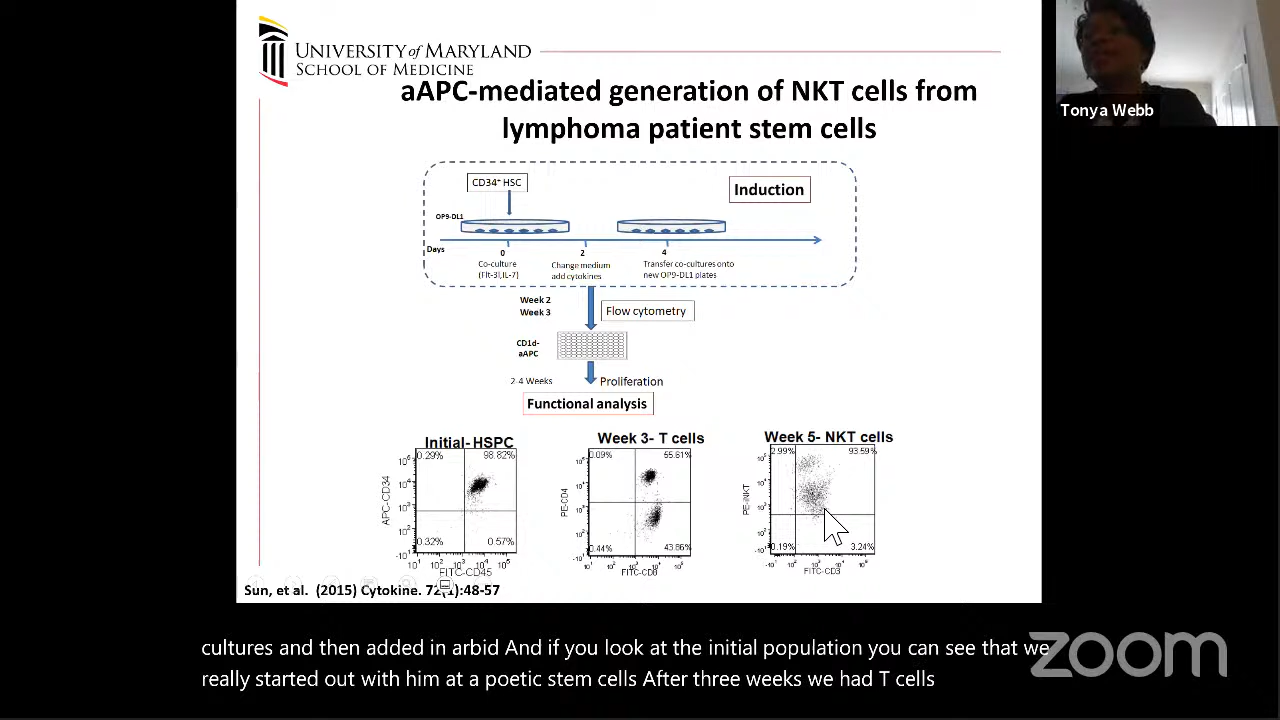 UNIVERSITY of MARYLAND
SCHOOL OF MEDICINE
aAPC-mediated generation of NKT cells from
lymphoma patient stem cells
Tonya Webb
CD34+ HSC
Induction
OP9-DL1
Days
0
2
4
Co-culture
(Flt-3l,IL-7)
Change medium
add cytokines
Transfer co-cultures onto
new OP9-DL1 plates
Week 2
Week 3
Flow cytometry
CD1d-
aAPC
2-4 Weeks
Proliferation
Functional analysis
Initial- HSPC
0.29%
98.82%
APC-CD34
0.32%
0.57%
FITC-CD45
Week 3- T cells
0.09%
55.61%
PE-CD4
0.44%
43.86%
FITC-CD8
Week 5- NKT cells
2.99%
93.59%
PE-iNKT
0.19%
3.24%
FITC-CD3
Sun, et al. (2015) Cytokine. 72(1):48-57
cultures and then added in arbid And if you look at the initial population you can see that we
really started out with him at a poetic stem cells After three weeks we had T cells
zoom